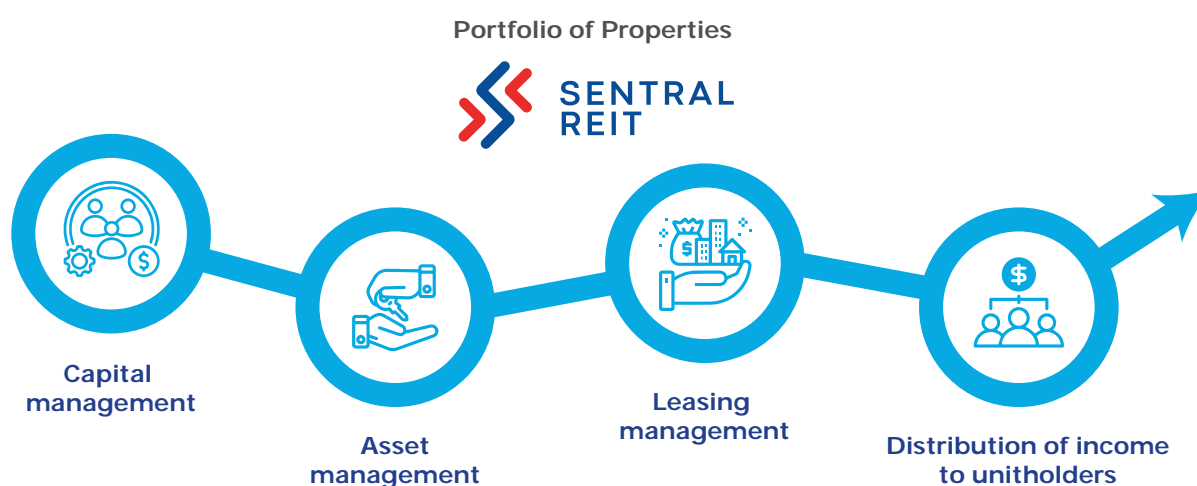 Portfolio of Properties
SENTRAL
REIT
Capital
management
Asset
management
Leasing
management
Distribution of income
to unitholders
$
$
$